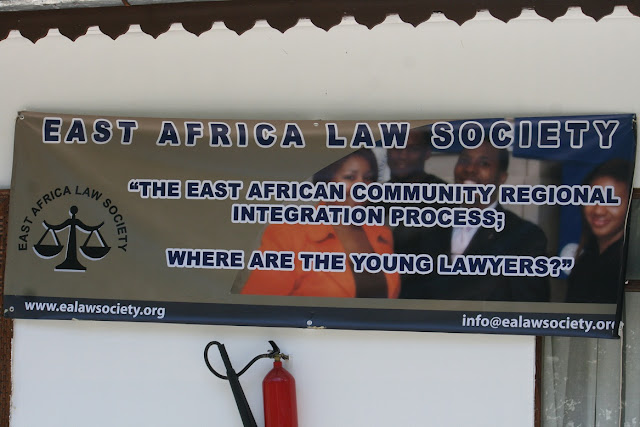 EAST AFRICA LAW SOCIETY
EAST AFRICA LAW SOCIETY
“THE EAST AFRICAN COMMUNITY REGIONAL
INTEGRATION PROCESS;
WHERE ARE THE YOUNG LAWYERS?”
www.ealawsociety.org
info@ealawsociety.org